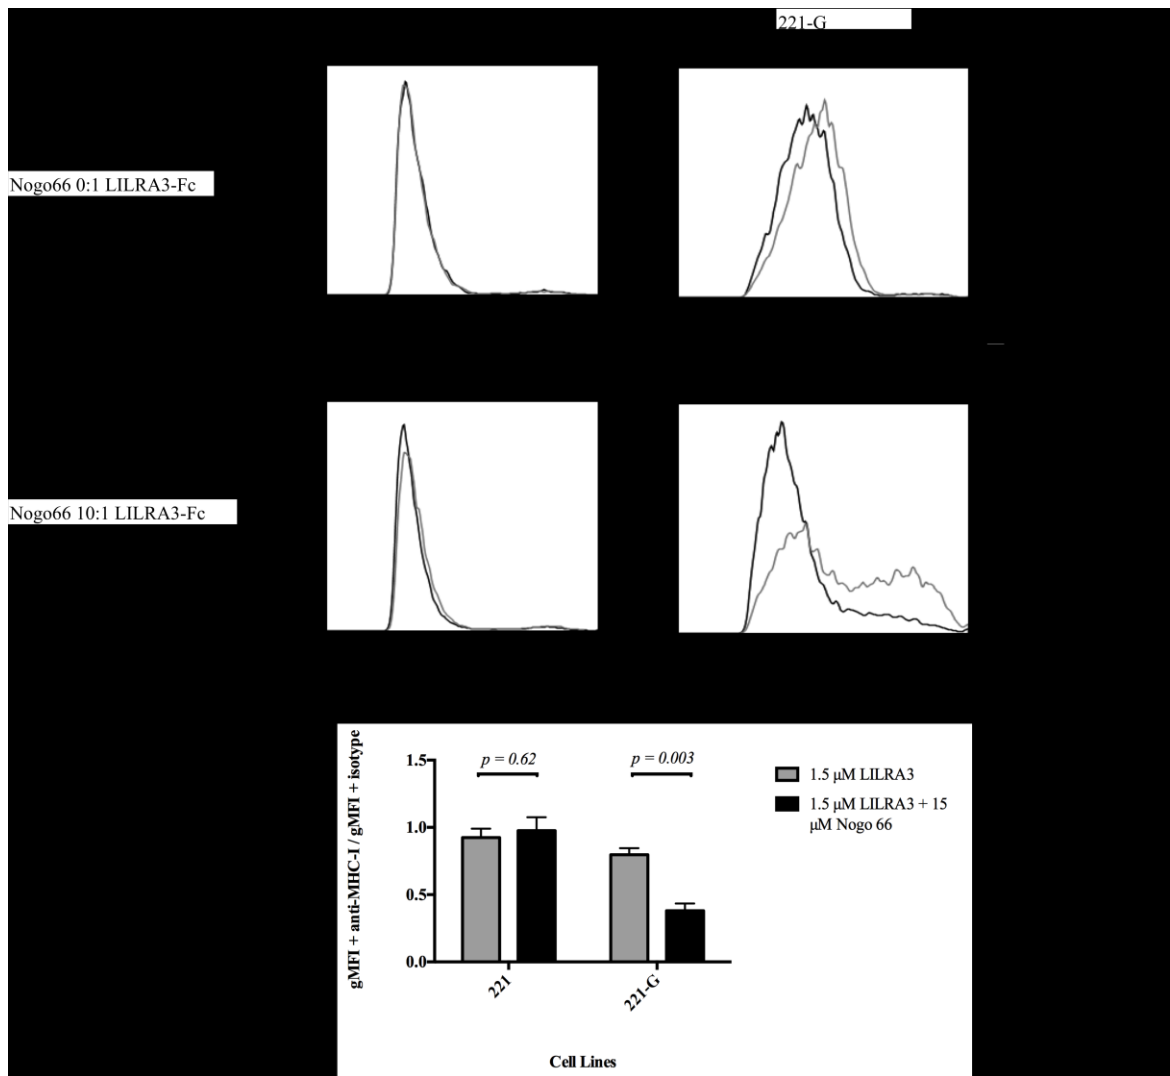 221-G
Nogo66 0:1 LILRA3-Fc
Nogo66 10:1 LILRA3-Fc
gMFI + anti-MHC-I / gMFI + isotype
1.5
1.0
0.5
0.0
p = 0.62
p = 0.003
1.5 μM LILRA3
1.5 μM LILRA3 + 15
μM Nogo 66
221
221-G
Cell Lines